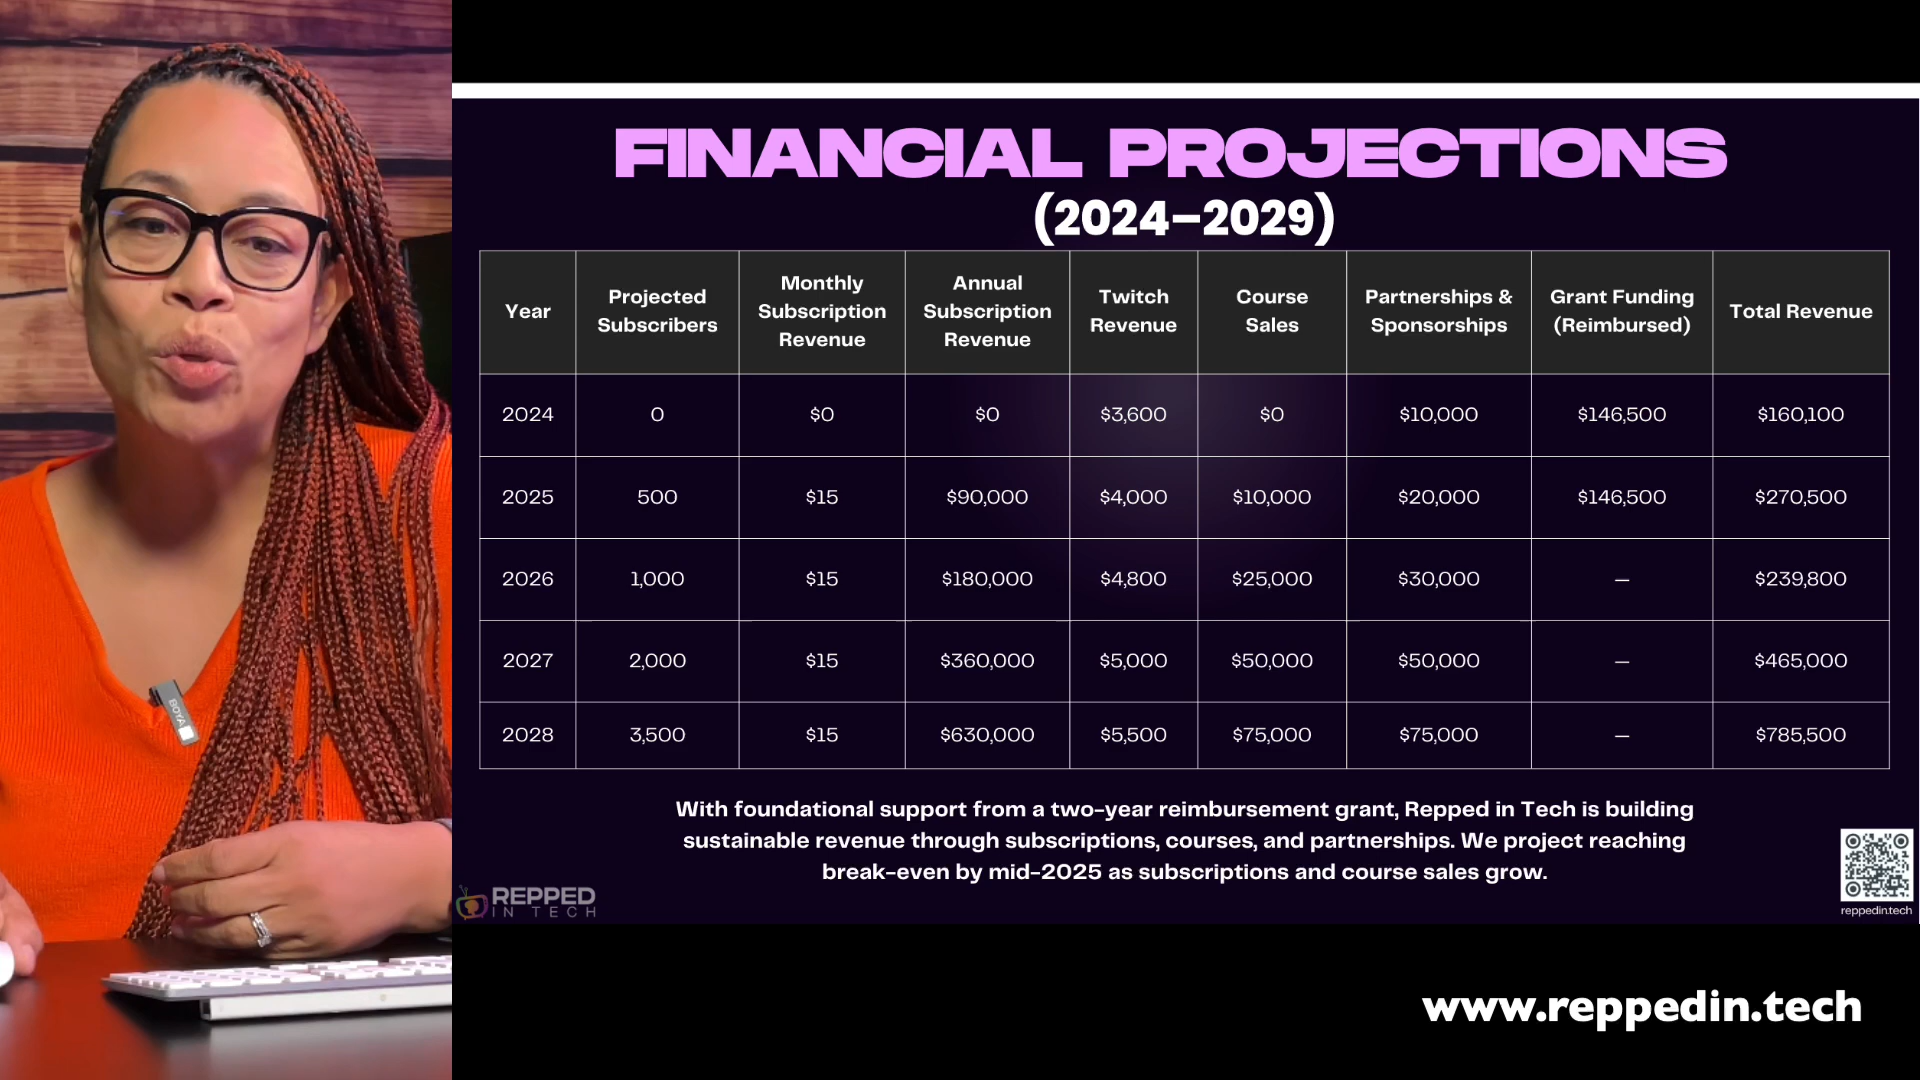 FINANCIAL PROJECTIONS
(2024–2029)
Year
Projected
Subscribers
Monthly
Subscription
Revenue
Annual
Subscription
Revenue
Twitch
Revenue
Course
Sales
Partnerships &
Sponsorships
Grant Funding
(Reimbursed)
Total Revenue
2024 0 $0 $0 $3,600 $0 $10,000 $146,500 $160,100
2025 500 $15 $90,000 $4,000 $10,000 $20,000 $146,500 $270,500
2026 1,000 $15 $180,000 $4,800 $25,000 $30,000 — $239,800
2027 2,000 $15 $360,000 $5,000 $50,000 $50,000 — $465,000
2028 3,500 $15 $630,000 $5,500 $75,000 $75,000 — $785,500
With foundational support from a two-year reimbursement grant, Repped in Tech is building
sustainable revenue through subscriptions, courses, and partnerships. We project reaching
break-even by mid-2025 as subscriptions and course sales grow.
REPPED
IN TECH
reppedin.tech
www.reppedin.tech
BOYA